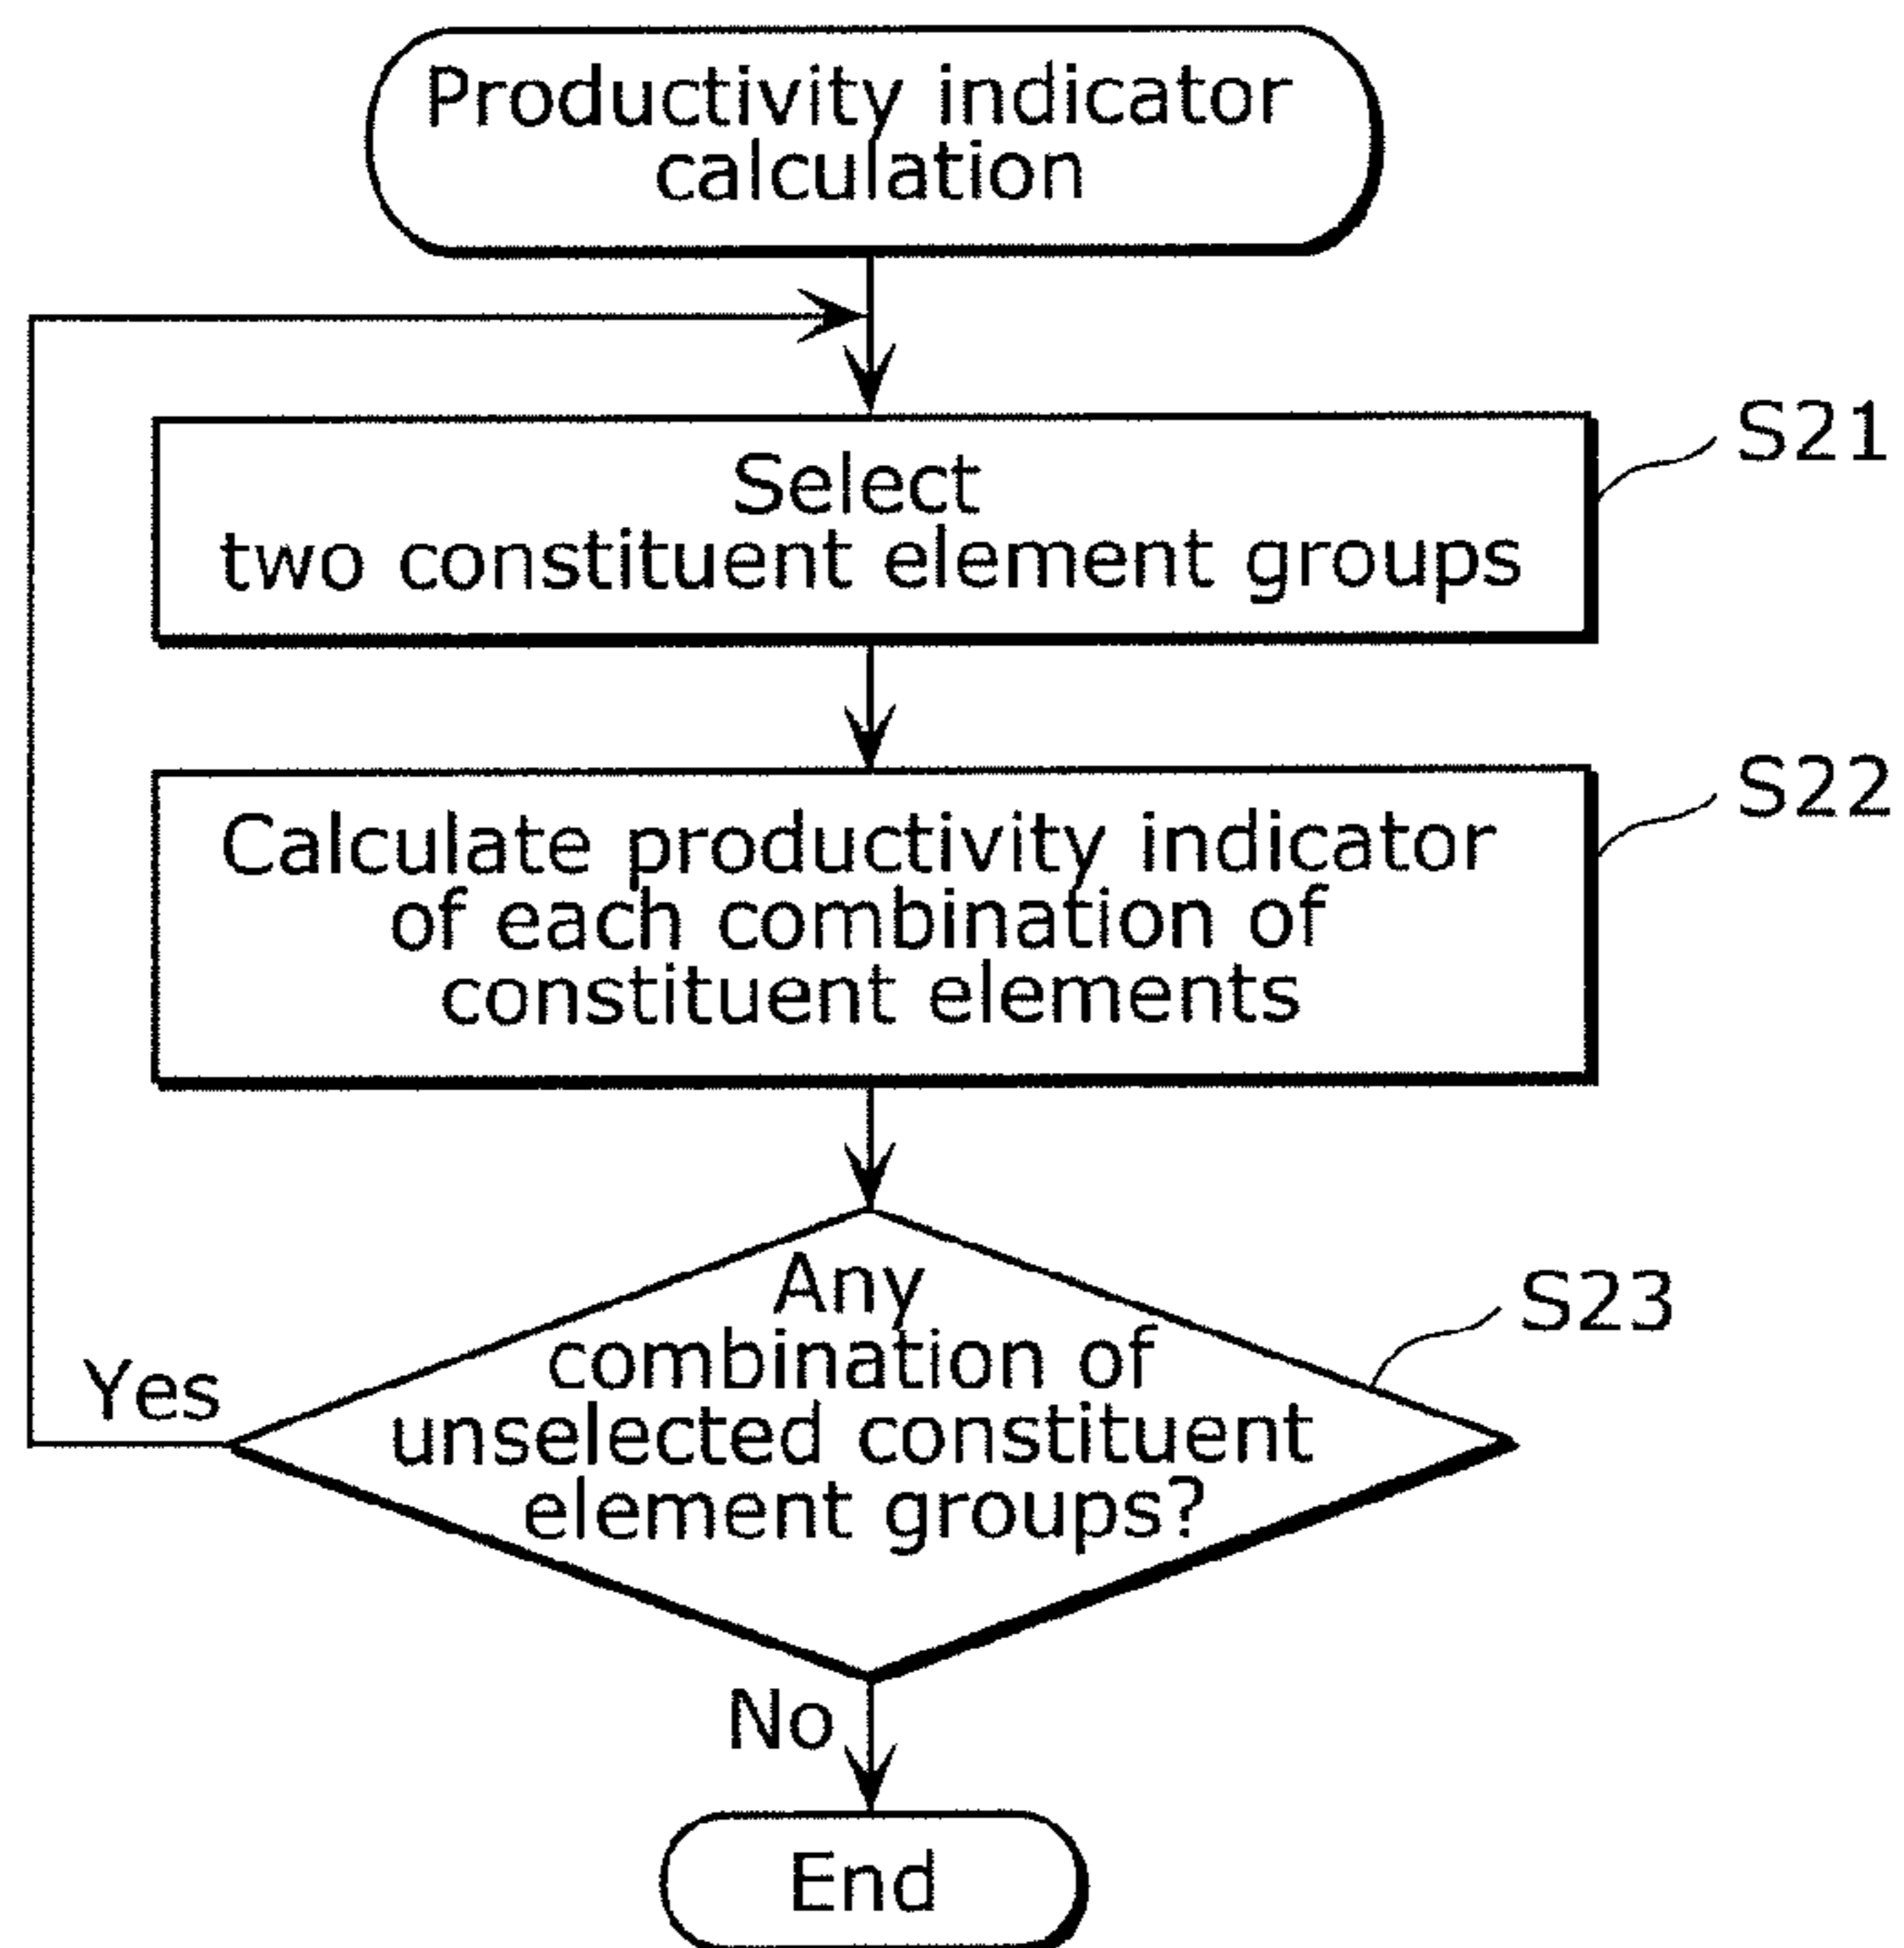 Productivity indicator
calculation
S21
Select
two constituent element groups
S22
Calculate productivity indicator
of each combination of
constituent elements
S23
Any
combination of
unselected constituent
element groups?
Yes
No
End